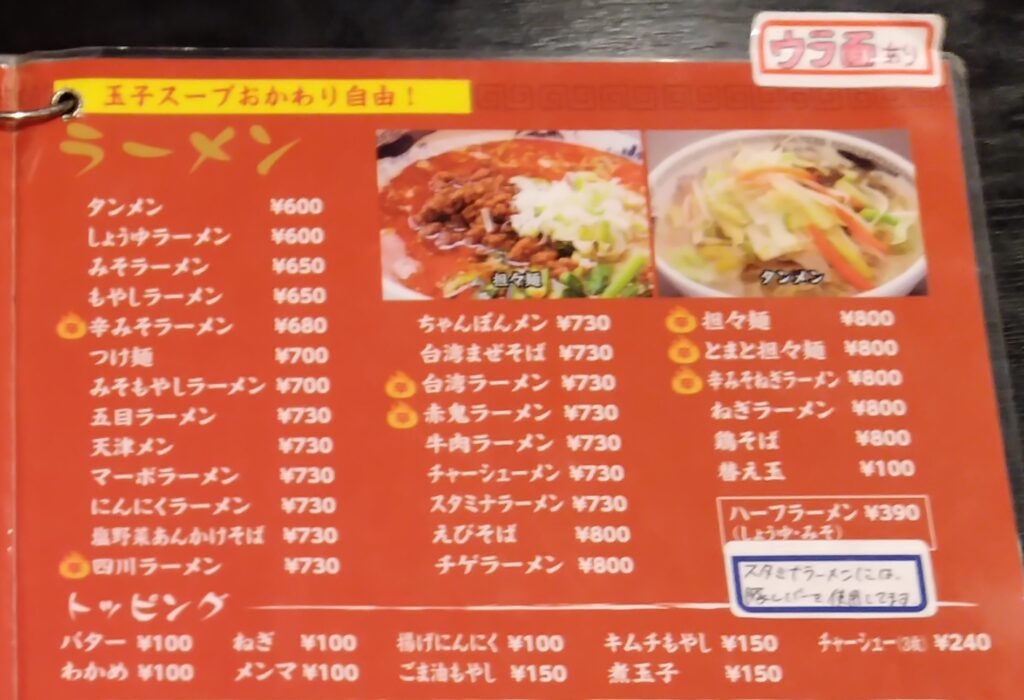 ウラ面あり
玉子スープおかわり自由！
ラーメン
タンメン ¥600
しょうゆラーメン ¥600
みそラーメン ¥650
もやしラーメン ¥650
辛みそラーメン ¥680
つけ麺 ¥700
みそもやしラーメン ¥700
五目ラーメン ¥730
天津メン ¥730
マーボラーメン ¥730
にんにくラーメン ¥730
塩野菜あんかけそば ¥730
四川ラーメン ¥730
担々麺
ちゃんぽんメン ¥730
台湾まぜそば ¥730
台湾ラーメン ¥730
赤鬼ラーメン ¥730
牛肉ラーメン ¥730
チャーシューメン ¥730
スタミナラーメン ¥730
えびそば ¥800
チゲラーメン ¥800
タンメン
担々麺 ¥800
とまと担々麺 ¥800
辛みそねぎラーメン ¥800
ねぎラーメン ¥800
鶏そば ¥800
替え玉 ¥100
ハーフラーメン ¥390
(しょうゆ・みそ)
スタミナラーメンには、
豚レバーを使用してます
トッピング
バター ¥100 ねぎ ¥100 揚げにんにく ¥100 キムチもやし ¥150 チャーシュー(3枚) ¥240
わかめ ¥100 メンマ ¥100 ごま油もやし ¥150 煮玉子 ¥150